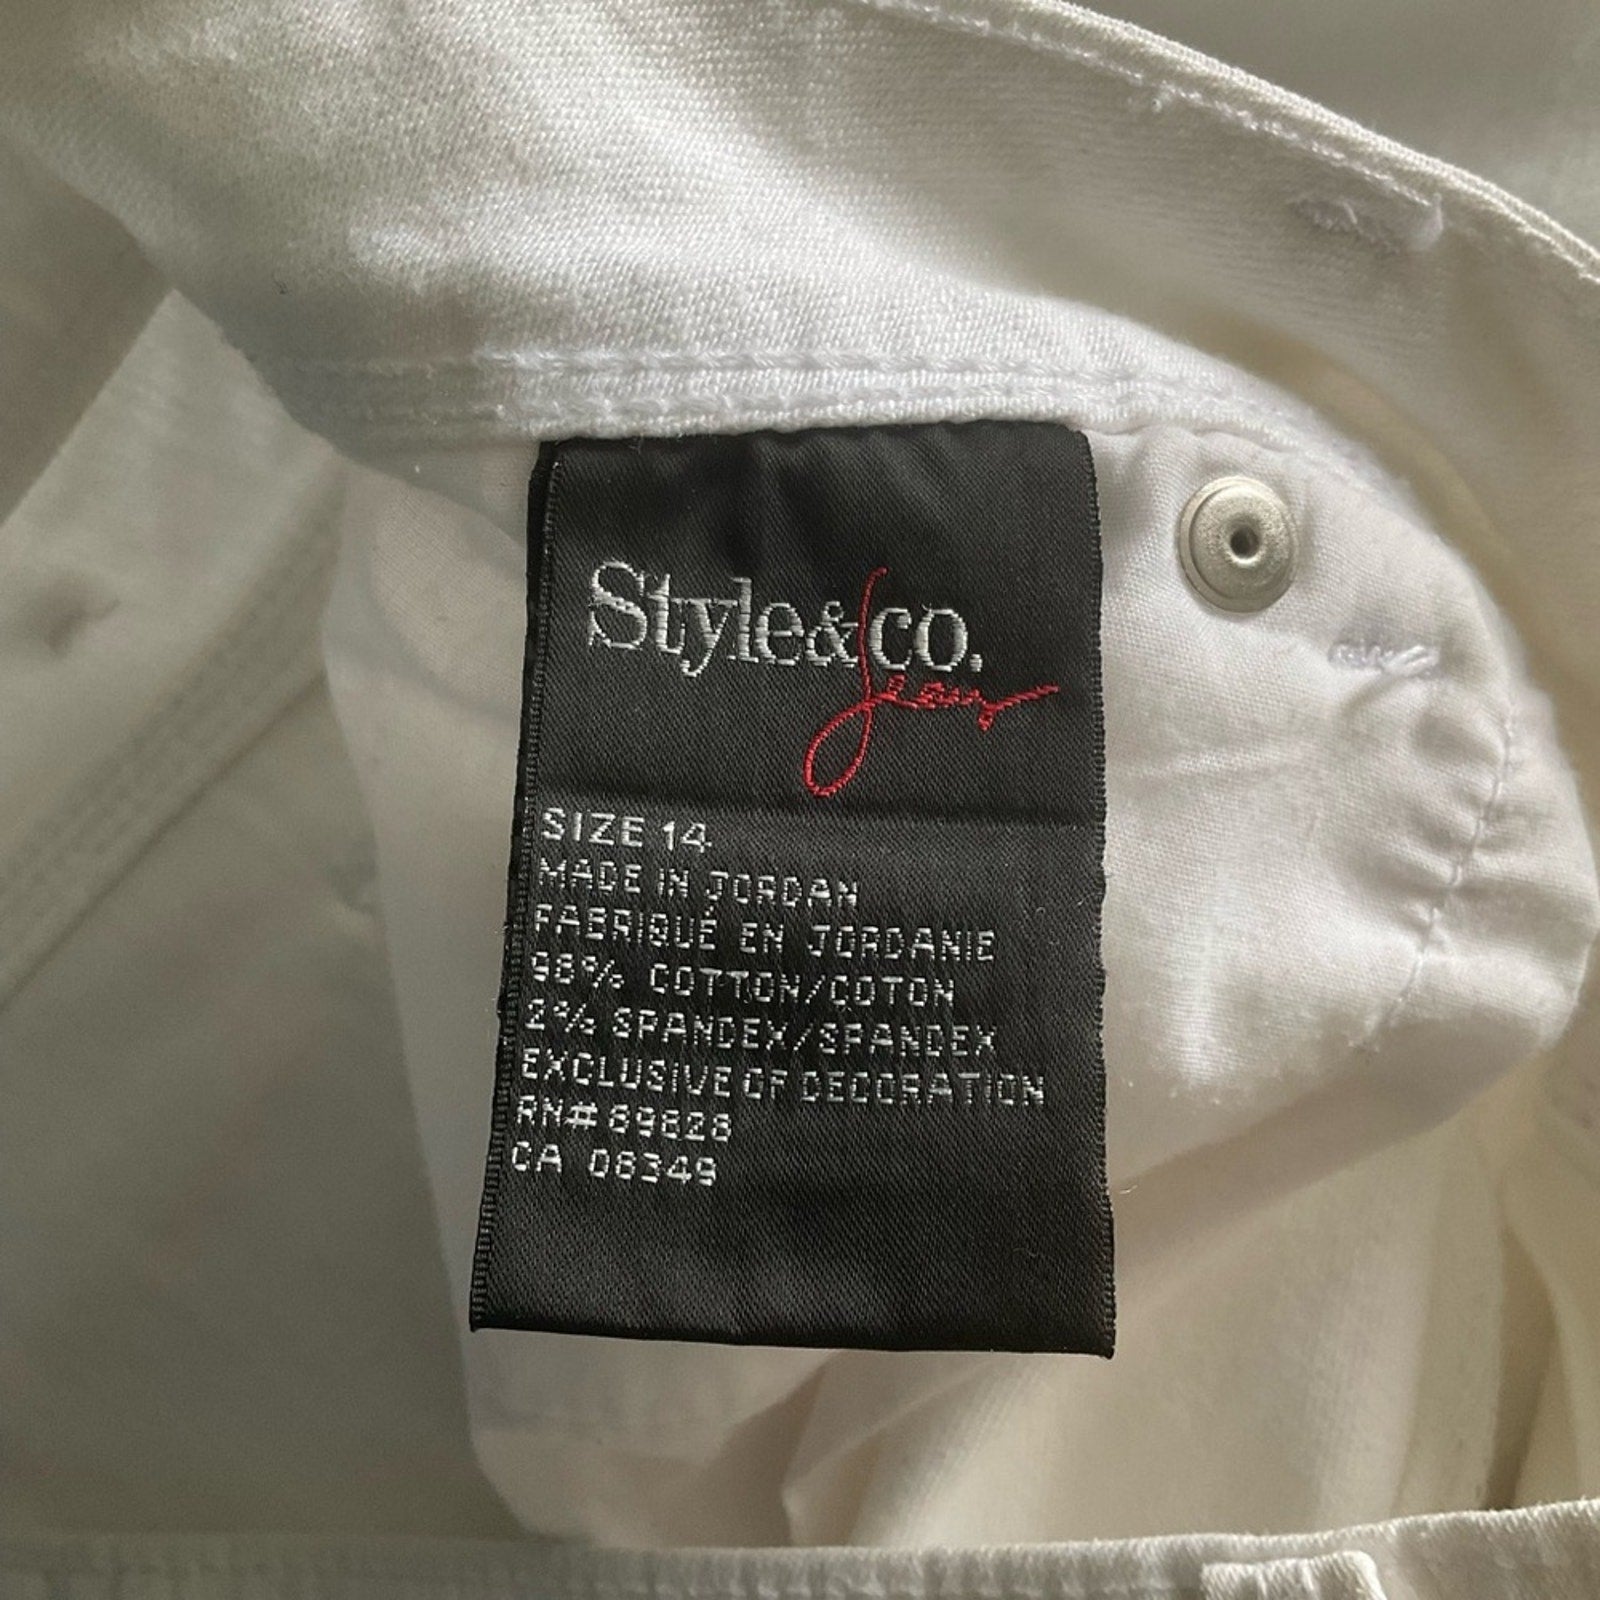 Style&co.
Jeans
SIZE 14
MADE IN JORDAN
FABRIQUÉ EN JORDANIE
98% COTTON/COTON
2% SPANDEX/SPANDEX
EXCLUSIVE OF DECORATION
RN# 89828
CA 08349